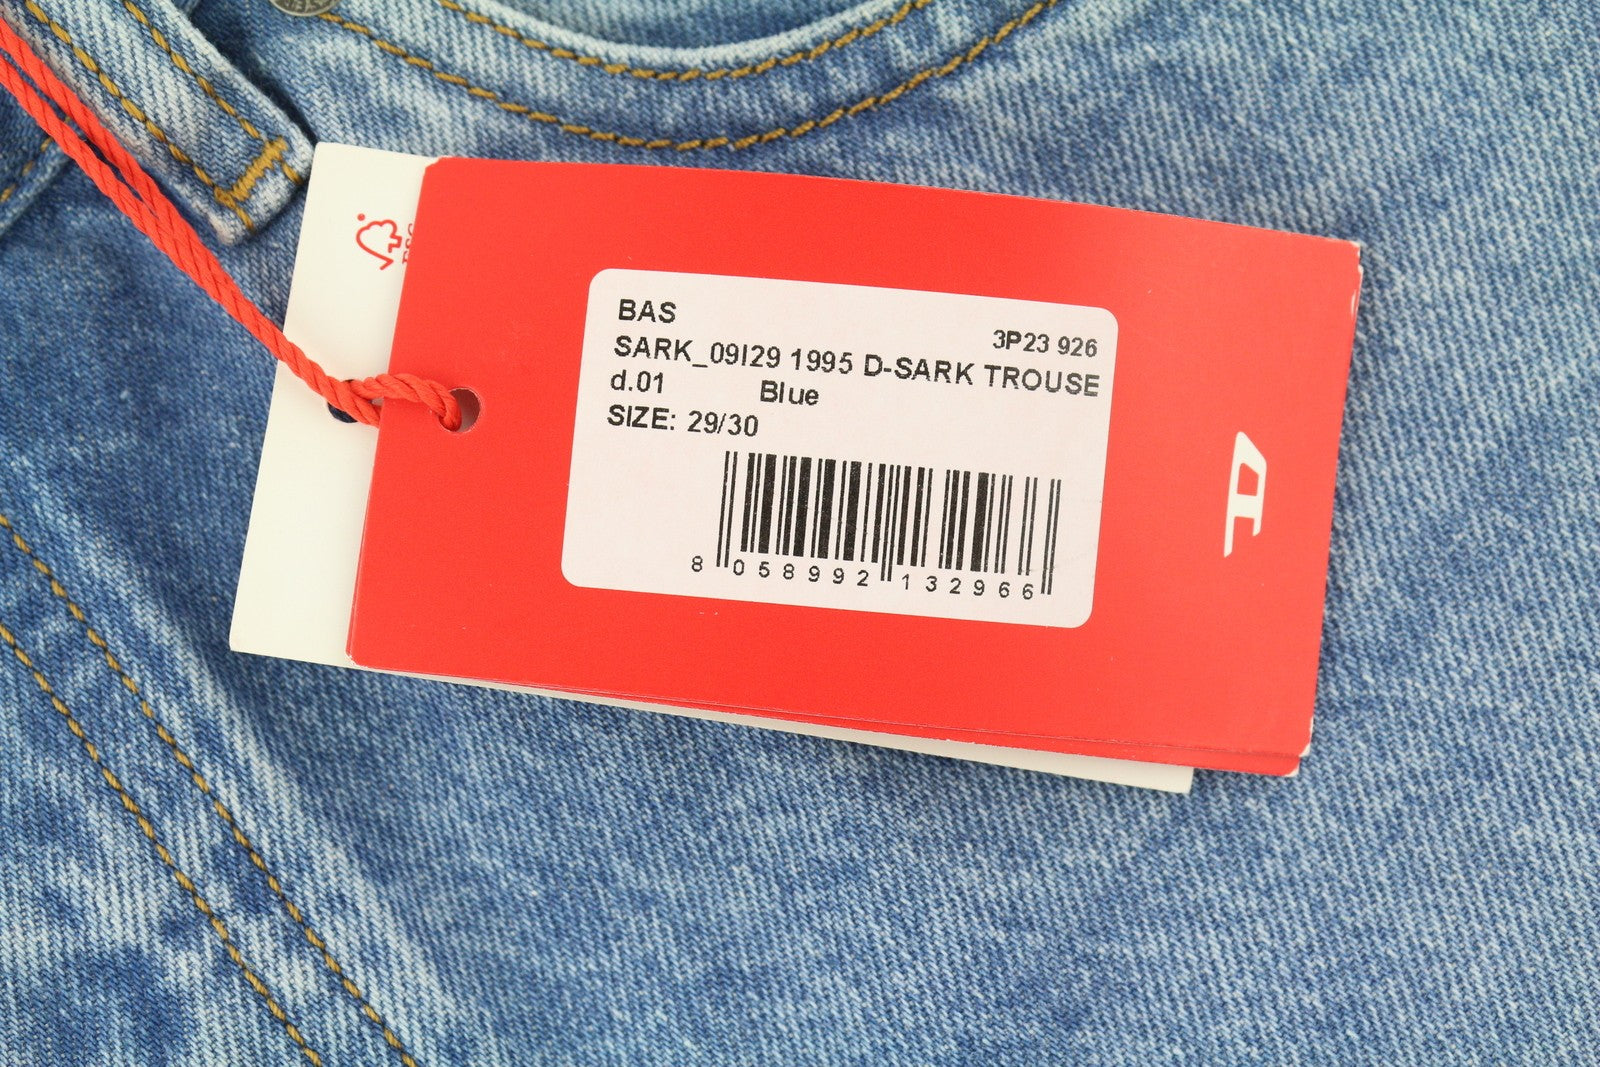 BAS
3P23 926
SARK_09I29 1995 D-SARK TROUSE
d.01 Blue
SIZE: 29/30
8 058992 132966
D